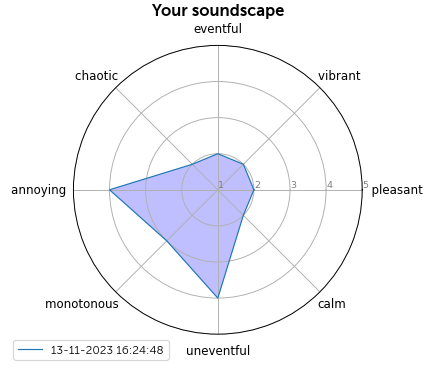 Your soundscape
eventful
chaotic
vibrant
annoying
1
2
3
4
5
pleasant
monotonous
calm
13-11-2023 16:24:48
uneventful